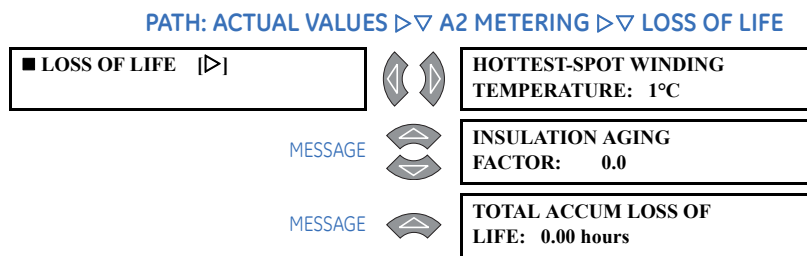 PATH: ACTUAL VALUES ▷▽ A2 METERING ▷▽ LOSS OF LIFE
■ LOSS OF LIFE [▷]
HOTTEST-SPOT WINDING
TEMPERATURE: 1°C
MESSAGE
INSULATION AGING
FACTOR: 0.0
MESSAGE
TOTAL ACCUM LOSS OF
LIFE: 0.00 hours